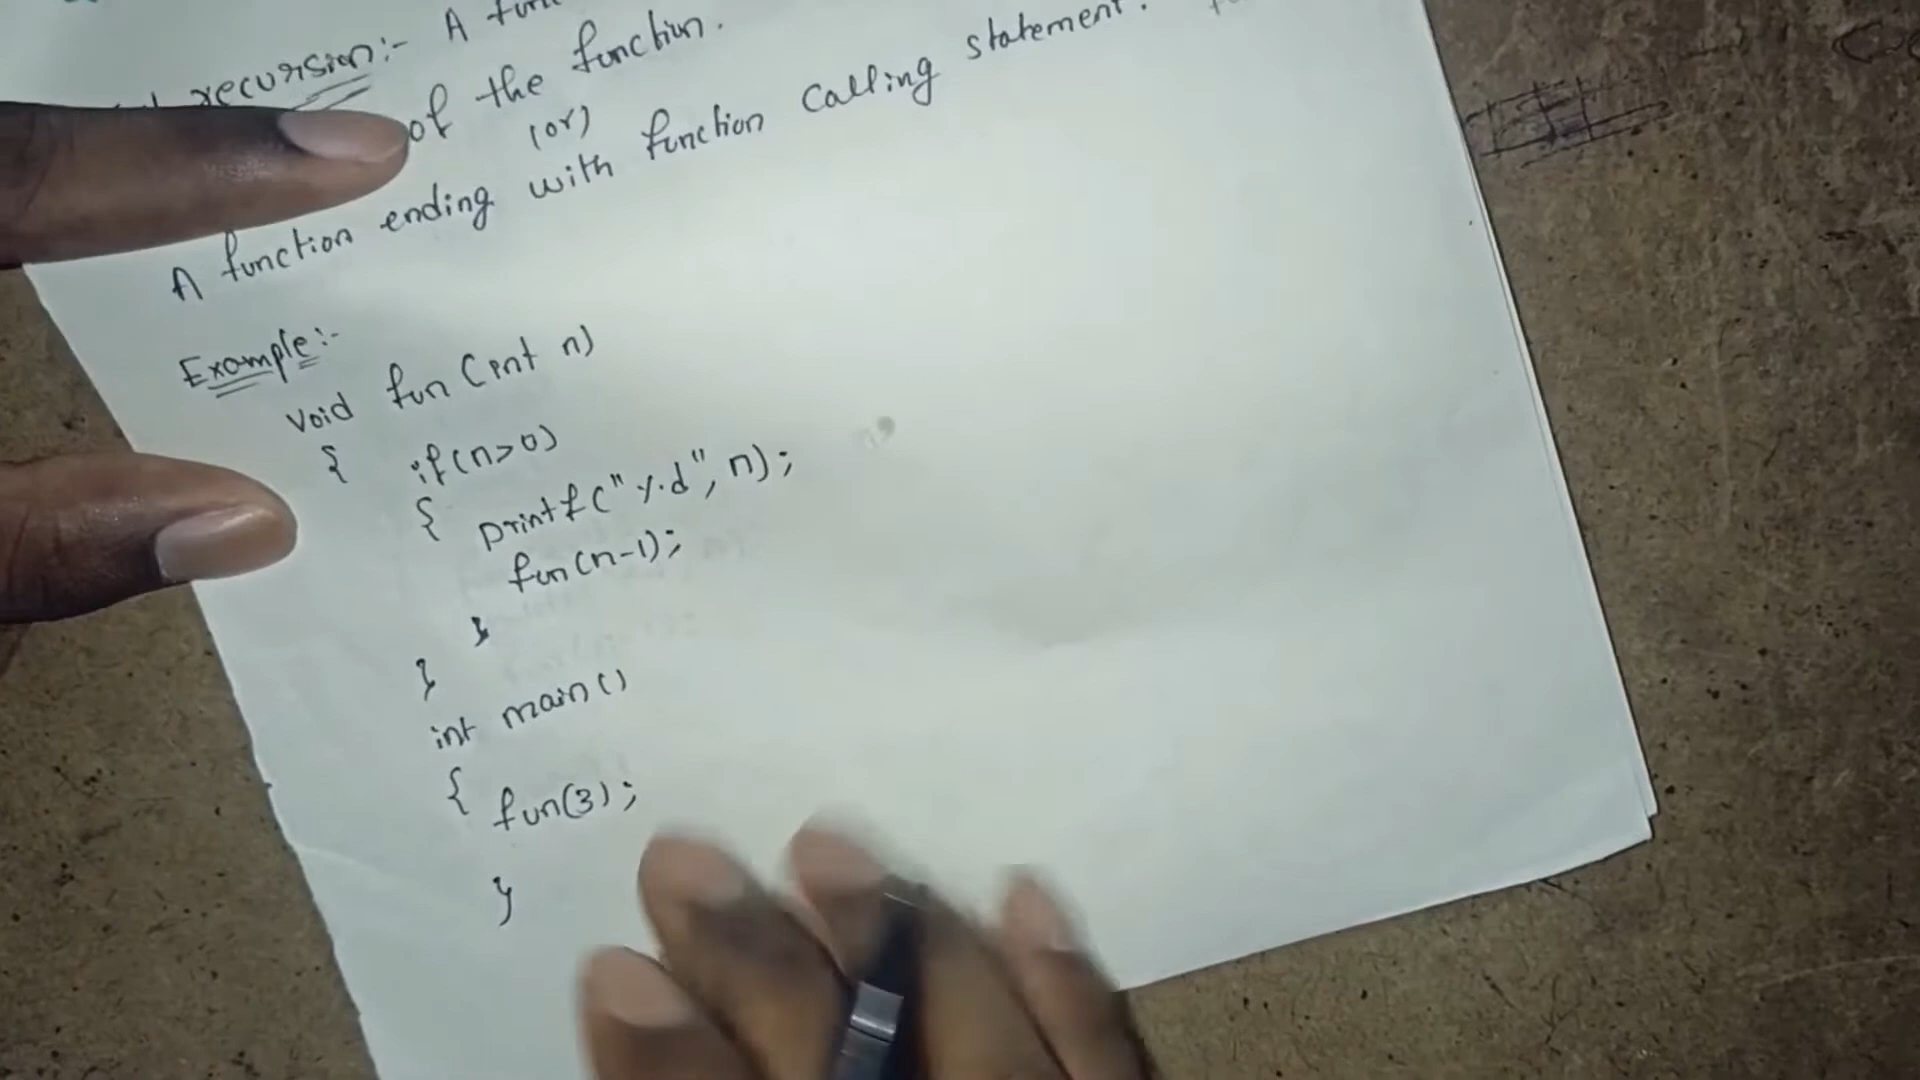 recursion:- A
of the function.
(or)
A function ending with function calling statement.
Example:-
void fun (int n)
{ if(n>0)
{ printf("%d", n);
fun(n-1);
}
}
int main()
{ fun(3);
}